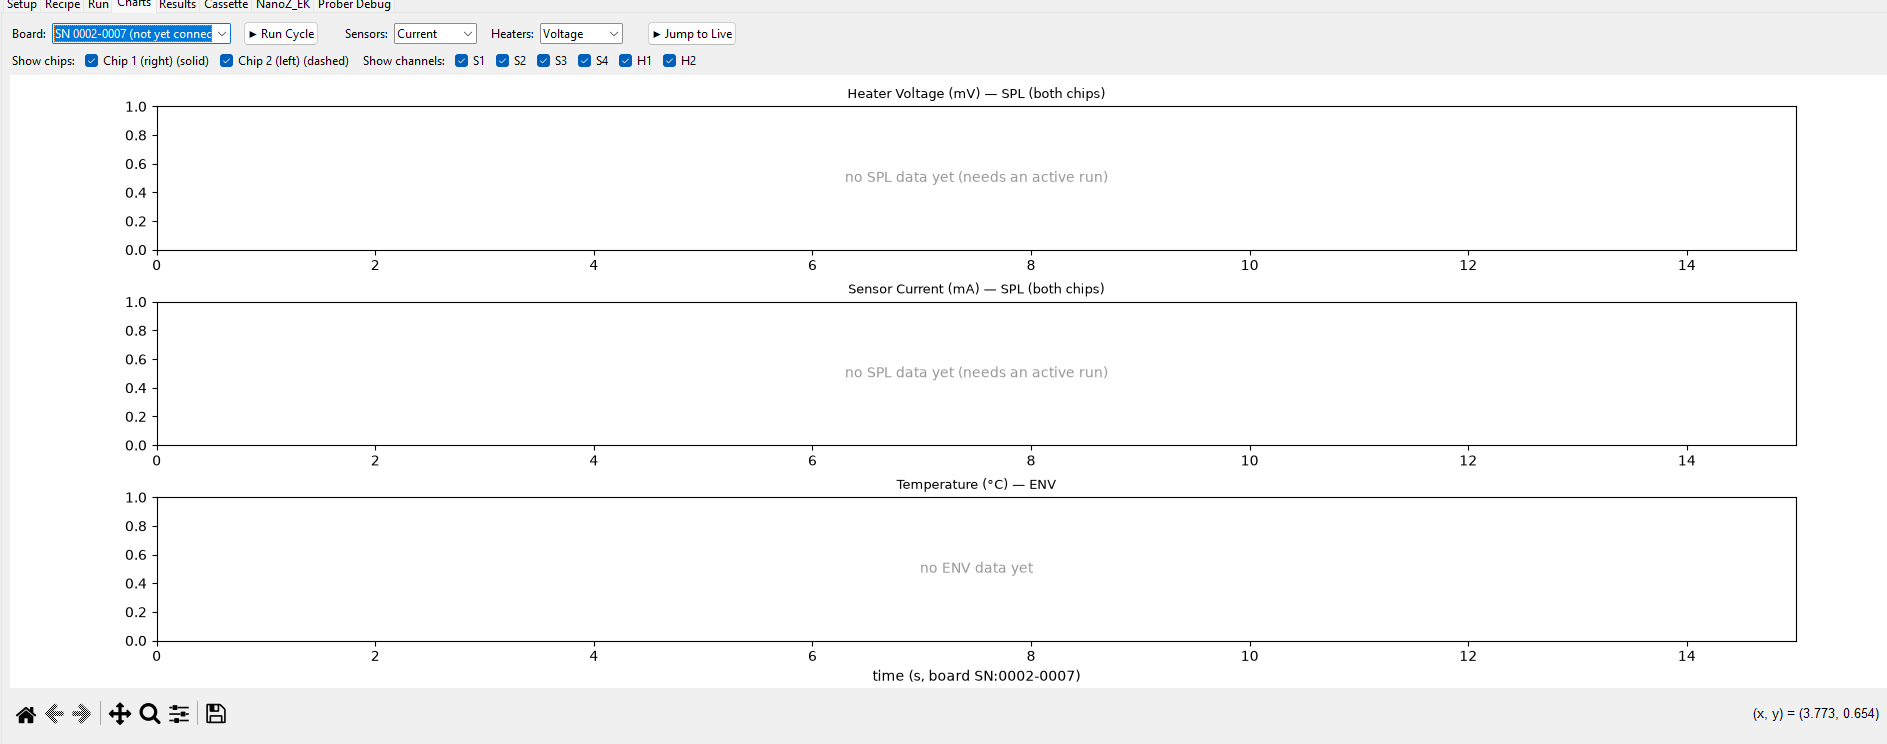 Setup Recipe Run Charts Results Cassette NanoZ_EK Prober Debug
Board: SN 0002-0007 (not yet connec Run Cycle Sensors: Current Heaters: Voltage Jump to Live
Show chips: Chip 1 (right) (solid) Chip 2 (left) (dashed) Show channels: S1 S2 S3 S4 H1 H2
Heater Voltage (mV) — SPL (both chips)
1.0
0.8
0.6
no SPL data yet (needs an active run)
0.4
0.2
0.0
0 2 4 6 8 10 12 14
Sensor Current (mA) — SPL (both chips)
1.0
0.8
0.6
no SPL data yet (needs an active run)
0.4
0.2
0.0
0 2 4 6 8 10 12 14
Temperature (°C) — ENV
1.0
0.8
0.6
no ENV data yet
0.4
0.2
0.0
0 2 4 6 8 10 12 14
time (s, board SN:0002-0007)
(x, y) = (3.773, 0.654)